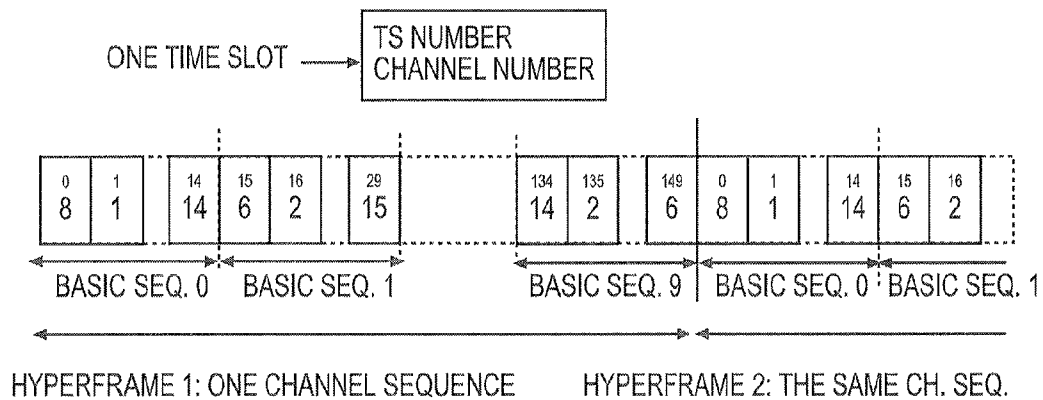 ONE TIME SLOT
TS NUMBER
CHANNEL NUMBER
0 1 14 15 16 29 134 135 149 0 1 14 15 16
8 1 14 6 2 15 14 2 6 8 1 14 6 2
BASIC SEQ. 0 BASIC SEQ. 1 BASIC SEQ. 9 BASIC SEQ. 0 BASIC SEQ. 1
HYPERFRAME 1: ONE CHANNEL SEQUENCE HYPERFRAME 2: THE SAME CH. SEQ.